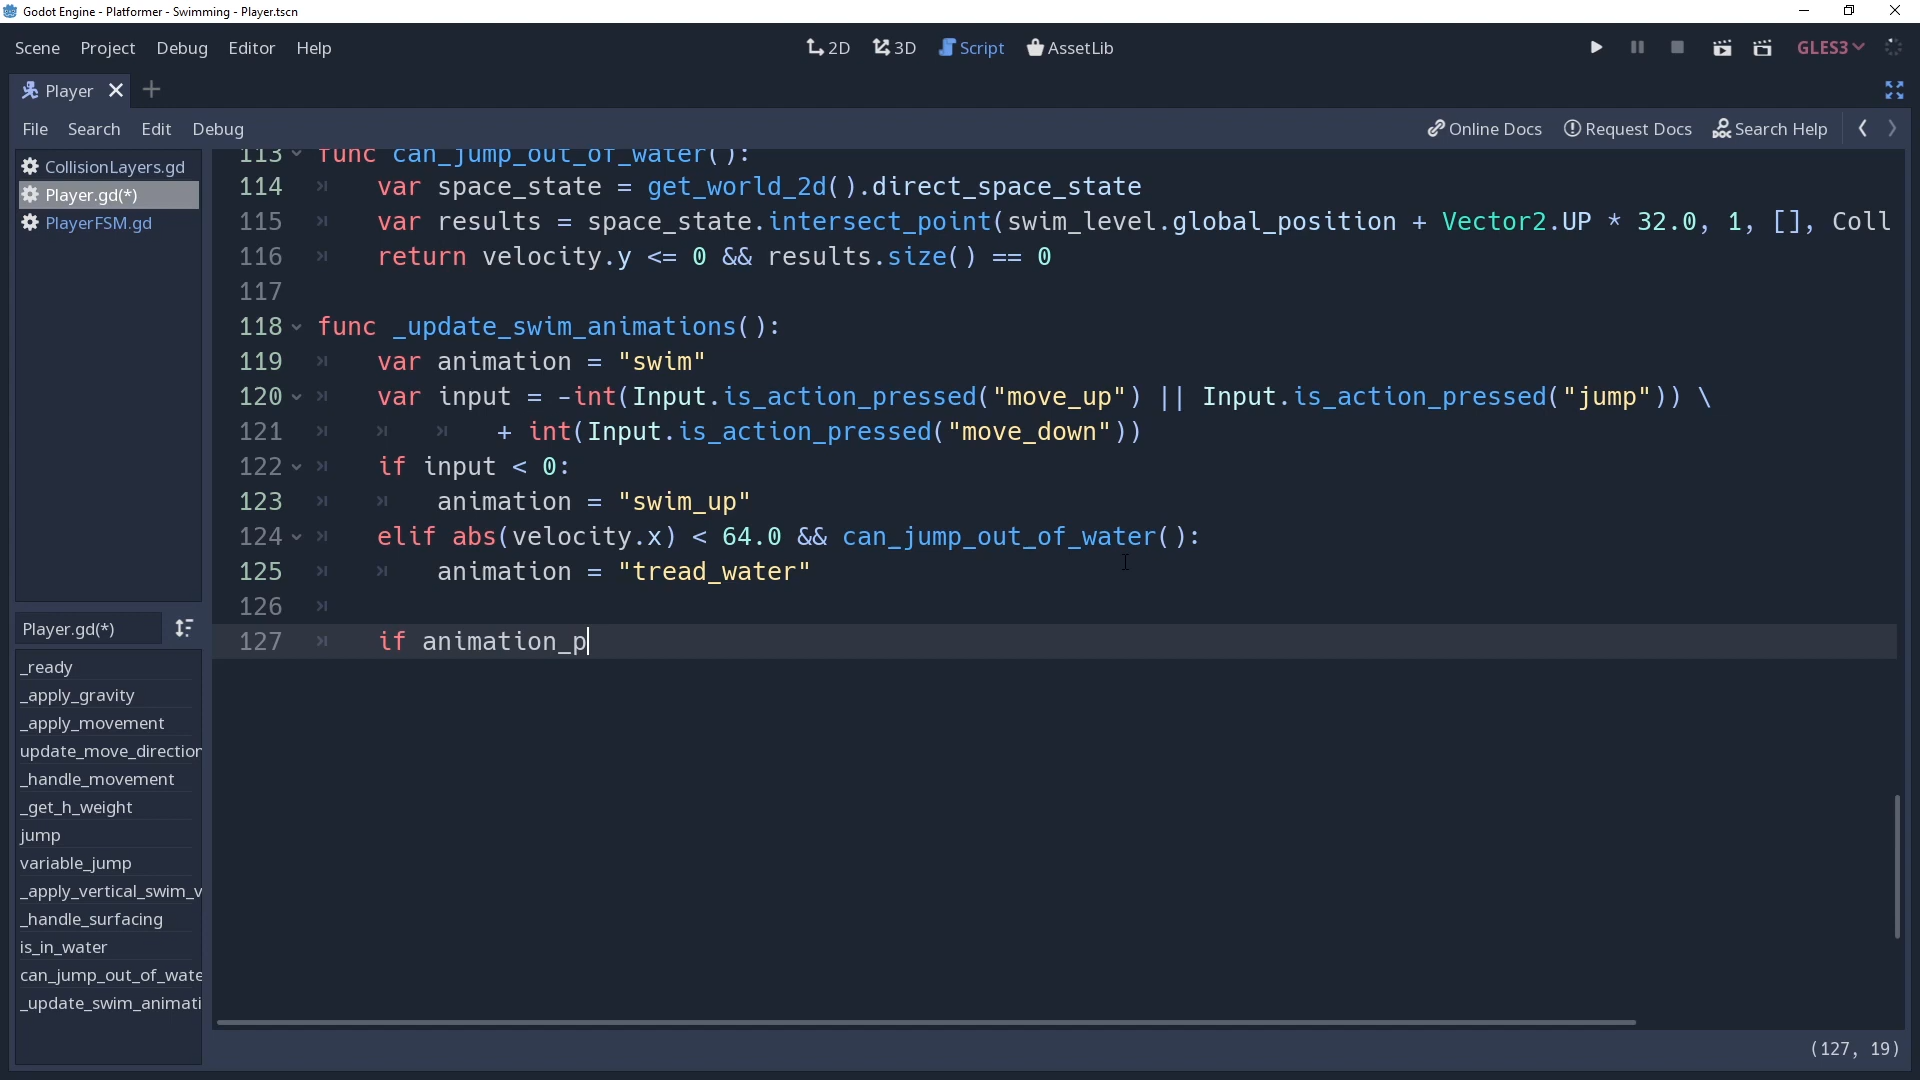 Godot Engine - Platformer - Swimming - Player.tscn
Scene Project Debug Editor Help
2D 3D Script AssetLib
GLES3
Player
File Search Edit Debug
Online Docs Request Docs Search Help
CollisionLayers.gd
Player.gd(*)
PlayerFSM.gd
Player.gd(*)
_ready
_apply_gravity
_apply_movement
update_move_direction
_handle_movement
_get_h_weight
jump
variable_jump
_apply_vertical_swim_v
_handle_surfacing
is_in_water
can_jump_out_of_wate
_update_swim_animati
113 func can_jump_out_of_water():
114 var space_state = get_world_2d().direct_space_state
115 var results = space_state.intersect_point(swim_level.global_position + Vector2.UP * 32.0, 1, [], Coll
116 return velocity.y <= 0 && results.size() == 0
117
118 func _update_swim_animations():
119 var animation = "swim"
120 var input = -int(Input.is_action_pressed("move_up") || Input.is_action_pressed("jump")) \
121 + int(Input.is_action_pressed("move_down"))
122 if input < 0:
123 animation = "swim_up"
124 elif abs(velocity.x) < 64.0 && can_jump_out_of_water():
125 animation = "tread_water"
126
127 if animation_p
(127, 19)